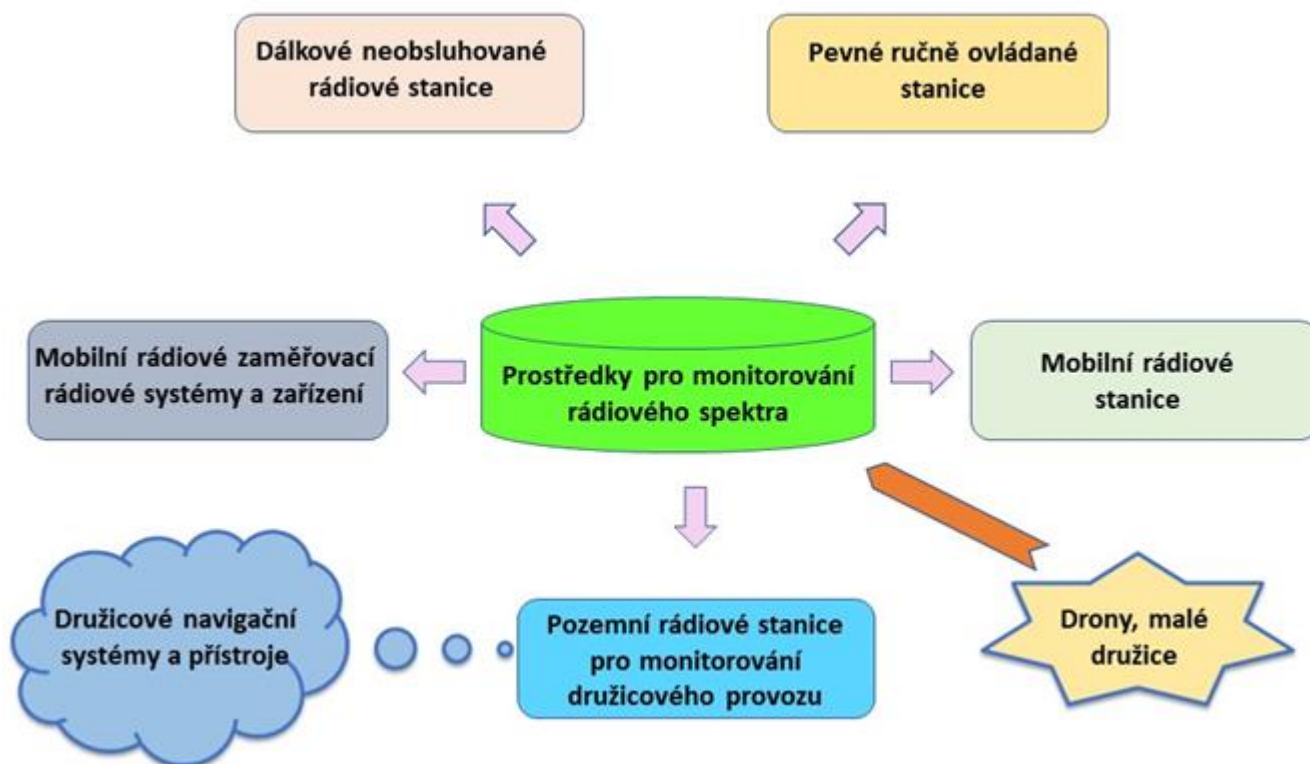 Dálkové neobsluhované
rádiové stanice
Pevné ručně ovládané
stanice
Mobilní rádiové zaměřovací
rádiové systémy a zařízení
Prostředky pro monitorování
rádiového spektra
Mobilní rádiové
stanice
Družicové navigační
systémy a přístroje
Pozemní rádiové stanice
pro monitorování
družicového provozu
Drony, malé
družice